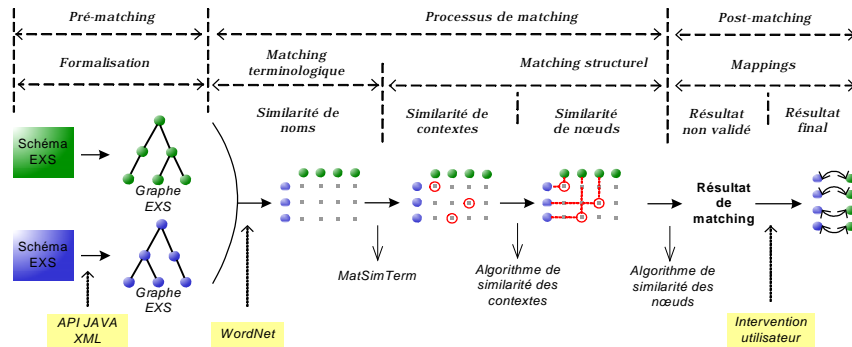 Pré-matching
Processus de matching
Post-matching
Formalisation
Matching
terminologique
Matching structurel
Mappings
Similarité de
noms
Similarité de
contextes
Similarité
de nœuds
Résultat
non validé
Résultat
final
Schéma
EXS
Graphe
EXS
Résultat
de
matching
Schéma
EXS
Graphe
EXS
MatSimTerm
Algorithme de
similarité des
contextes
Algorithme de
similarité des
nœuds
API JAVA
XML
WordNet
Intervention
utilisateur